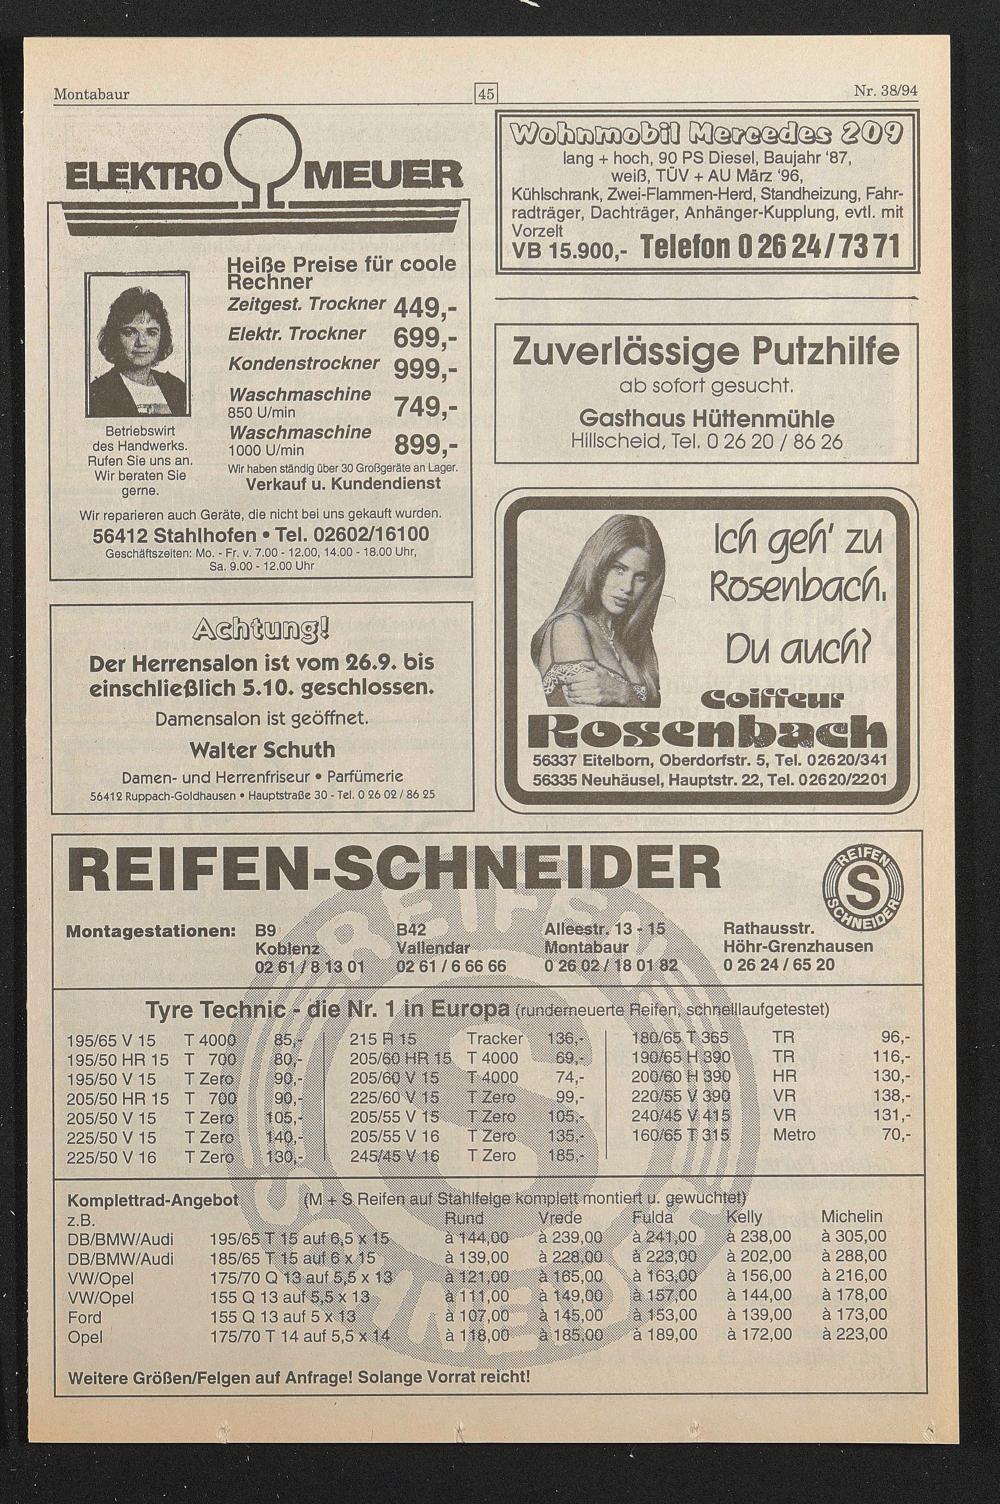 Montabaur
45
Nr. 38/94
ELEKTRO MEUER
Heiße Preise für coole
Rechner
Zeitgest. Trockner 449,-
Elektr. Trockner 699,-
Kondenstrockner 999,-
Waschmaschine
850 U/min 749,-
Waschmaschine
1000 U/min 899,-
Wir haben ständig über 30 Großgeräte an Lager.
Verkauf u. Kundendienst
Betriebswirt
des Handwerks.
Rufen Sie uns an.
Wir beraten Sie
gerne.
Wir reparieren auch Geräte, die nicht bei uns gekauft wurden.
56412 Stahlhofen • Tel. 02602/16100
Geschäftszeiten: Mo. - Fr. v. 7.00 - 12.00, 14.00 - 18.00 Uhr,
Sa. 9.00 - 12.00 Uhr
Achtung!
Der Herrensalon ist vom 26.9. bis
einschließlich 5.10. geschlossen.
Damensalon ist geöffnet.
Walter Schuth
Damen- und Herrenfriseur • Parfümerie
56412 Ruppach-Goldhausen • Hauptstraße 30 - Tel. 0 26 02 / 86 25
Wohnmobil Mercedes 209
lang + hoch, 90 PS Diesel, Baujahr '87,
weiß, TÜV + AU März '96,
Kühlschrank, Zwei-Flammen-Herd, Standheizung, Fahr-
radträger, Dachträger, Anhänger-Kupplung, evtl. mit
Vorzelt
VB 15.900,- Telefon 0 26 24 / 73 71
Zuverlässige Putzhilfe
ab sofort gesucht.
Gasthaus Hüttenmühle
Hillscheid, Tel. 0 26 20 / 86 26
Ich geh' zu
Rosenbach.
Du auch?
Coiffeur
Rosenbach
56337 Eitelborn, Oberdorfstr. 5, Tel. 02620/341
56335 Neuhäusel, Hauptstr. 22, Tel. 02620/2201
REIFEN-SCHNEIDER
REIFEN
S
SCHNEIDER
Montagestationen: B9 B42 Alleestr. 13 - 15 Rathausstr.
Koblenz Vallendar Montabaur Höhr-Grenzhausen
02 61 / 8 13 01 02 61 / 6 66 66 0 26 02 / 18 01 82 0 26 24 / 65 20
Tyre Technic - die Nr. 1 in Europa (runderneuerte Reifen, schnelllaufgetestet)
195/65 V 15 T 4000 85,- 215 R 15 Tracker 136,- 180/65 T 365 TR 96,-
195/50 HR 15 T 700 80,- 205/60 HR 15 T 4000 69,- 190/65 H 390 TR 116,-
195/50 V 15 T Zero 90,- 205/60 V 15 T 4000 74,- 200/60 H 390 HR 130,-
205/50 HR 15 T 700 90,- 225/60 V 15 T Zero 99,- 220/55 V 390 VR 138,-
205/50 V 15 T Zero 105,- 205/55 V 15 T Zero 105,- 240/45 V 415 VR 131,-
225/50 V 15 T Zero 140,- 205/55 V 16 T Zero 135,- 160/65 T 315 Metro 70,-
225/50 V 16 T Zero 130,- 245/45 V 16 T Zero 185,-
Komplettrad-Angebot (M + S Reifen auf Stahlfelge komplett montiert u. gewuchtet)
z.B. Rund Vrede Fulda Kelly Michelin
DB/BMW/Audi 195/65 T 15 auf 6,5 x 15 à 144,00 à 239,00 à 241,00 à 238,00 à 305,00
DB/BMW/Audi 185/65 T 15 auf 6 x 15 à 139,00 à 228,00 à 223,00 à 202,00 à 288,00
VW/Opel 175/70 Q 13 auf 5,5 x 13 à 121,00 à 165,00 à 163,00 à 156,00 à 216,00
VW/Opel 155 Q 13 auf 5,5 x 13 à 111,00 à 149,00 à 157,00 à 144,00 à 178,00
Ford 155 Q 13 auf 5 x 13 à 107,00 à 145,00 à 153,00 à 139,00 à 173,00
Opel 175/70 T 14 auf 5,5 x 14 à 118,00 à 185,00 à 189,00 à 172,00 à 223,00
Weitere Größen/Felgen auf Anfrage! Solange Vorrat reicht!